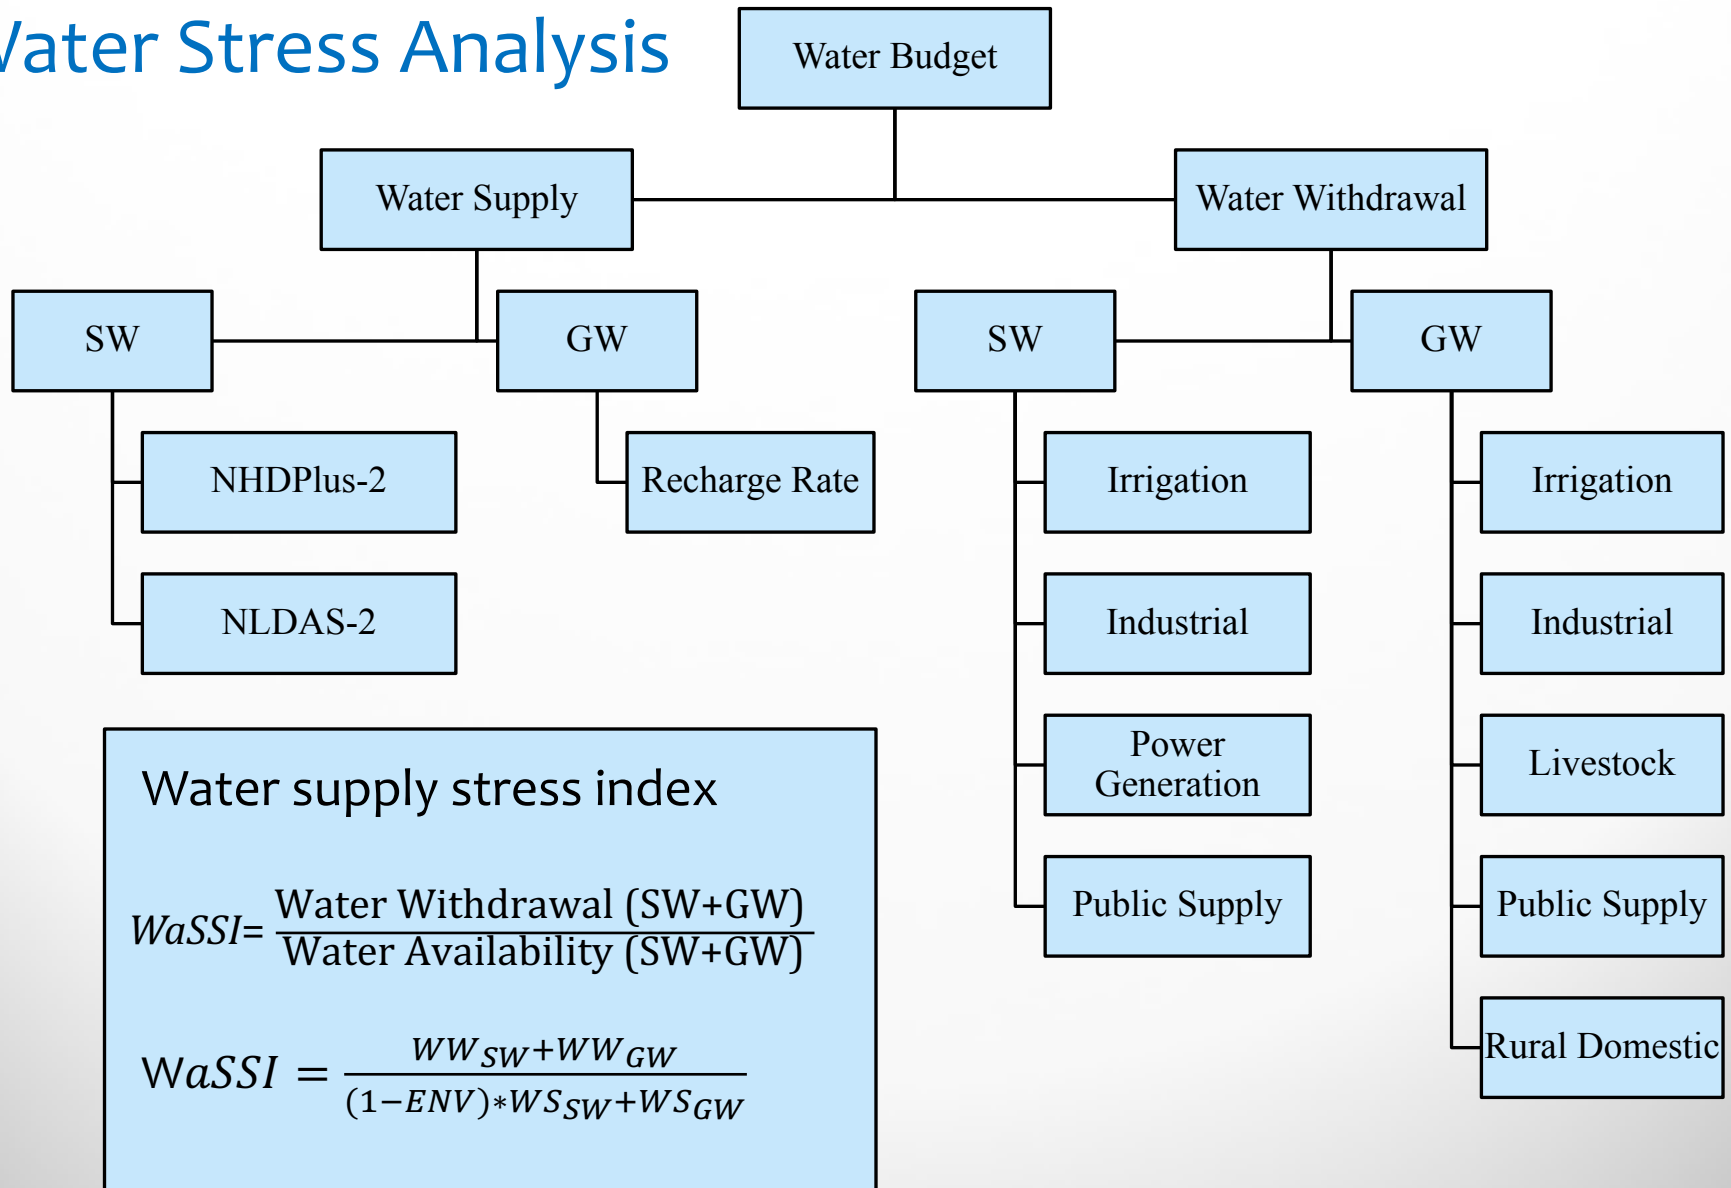 Water Stress Analysis
Water Budget
Water Supply
Water Withdrawal
SW
GW
SW
GW
NHDPlus-2
Recharge Rate
Irrigation
Irrigation
NLDAS-2
Industrial
Industrial
Power
Generation
Livestock
Public Supply
Public Supply
Rural Domestic
Water supply stress index
WaSSI= Water Withdrawal (SW+GW)
Water Availability (SW+GW)
WaSSI = WW_SW+WW_GW
(1−ENV)∗WS_SW+WS_GW